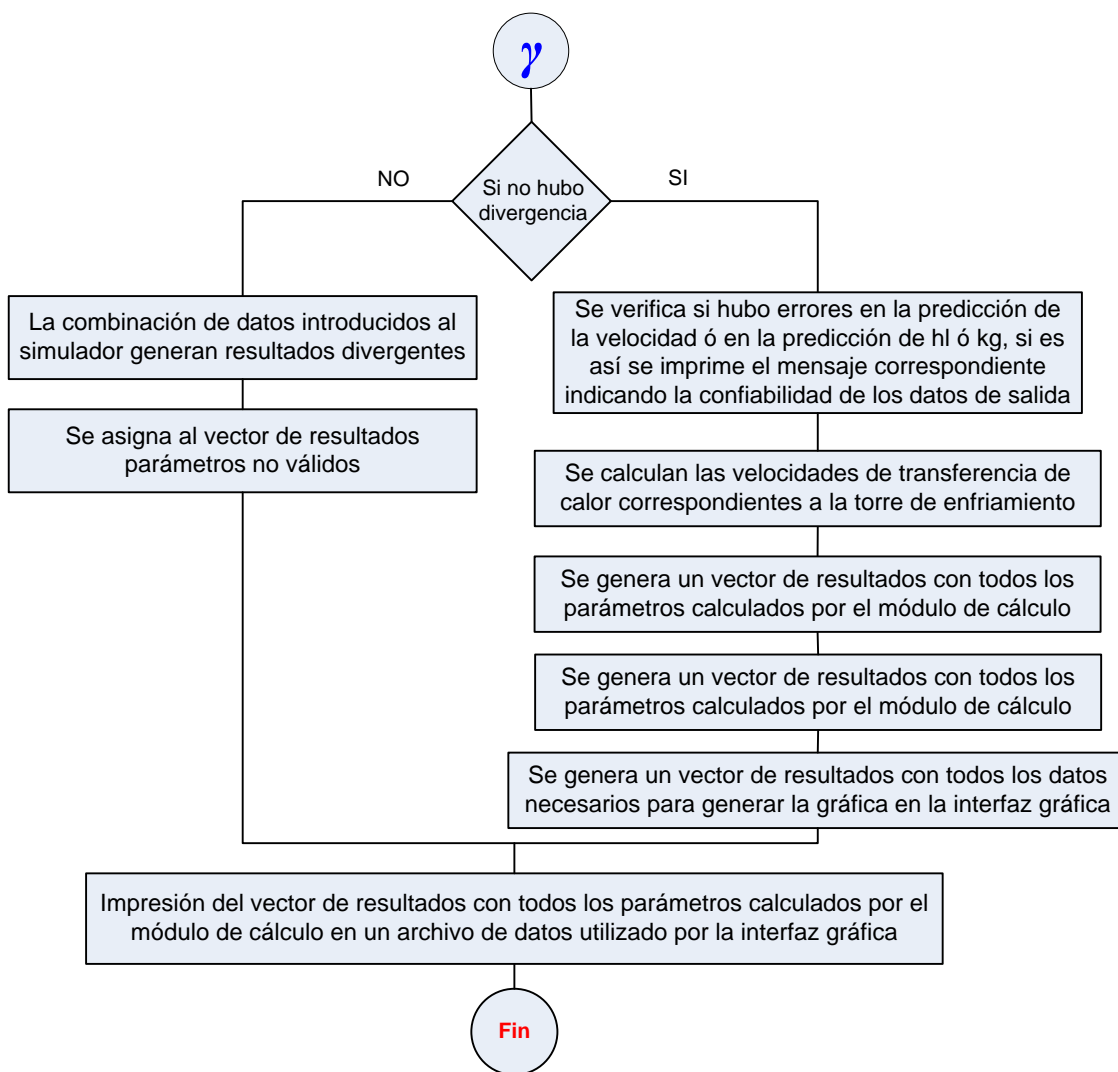 γ
Si no hubo
divergencia
NO
SI
La combinación de datos introducidos al
simulador generan resultados divergentes
Se asigna al vector de resultados
parámetros no válidos
Se verifica si hubo errores en la predicción de
la velocidad ó en la predicción de hl ó kg, si es
así se imprime el mensaje correspondiente
indicando la confiabilidad de los datos de salida
Se calculan las velocidades de transferencia de
calor correspondientes a la torre de enfriamiento
Se genera un vector de resultados con todos los
parámetros calculados por el módulo de cálculo
Se genera un vector de resultados con todos los
parámetros calculados por el módulo de cálculo
Se genera un vector de resultados con todos los datos
necesarios para generar la gráfica en la interfaz gráfica
Impresión del vector de resultados con todos los parámetros calculados por el
módulo de cálculo en un archivo de datos utilizado por la interfaz gráfica
Fin